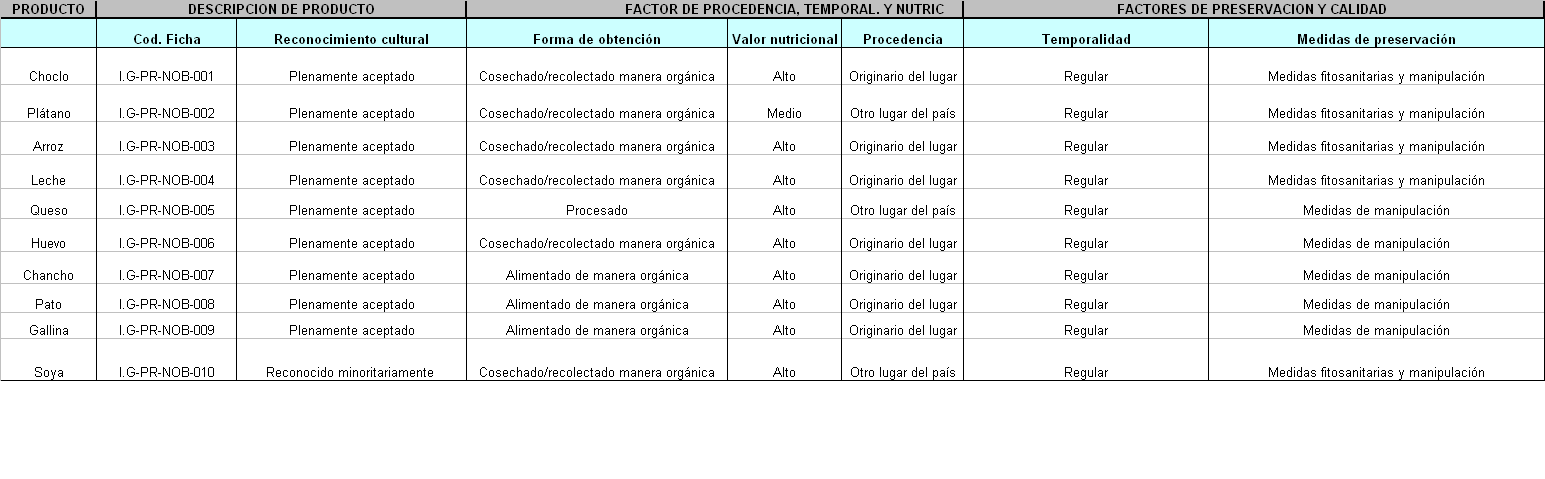 PRODUCTO DESCRIPCION DE PRODUCTO FACTOR DE PROCEDENCIA, TEMPORAL. Y NUTRIC FACTORES DE PRESERVACION Y CALIDAD
Cod. Ficha Reconocimiento cultural Forma de obtención Valor nutricional Procedencia Temporalidad Medidas de preservación
Choclo I.G-PR-NOB-001 Plenamente aceptado Cosechado/recolectado manera orgánica Alto Originario del lugar Regular Medidas fitosanitarias y manipulación
Plátano I.G-PR-NOB-002 Plenamente aceptado Cosechado/recolectado manera orgánica Medio Otro lugar del país Regular Medidas fitosanitarias y manipulación
Arroz I.G-PR-NOB-003 Plenamente aceptado Cosechado/recolectado manera orgánica Alto Originario del lugar Regular Medidas fitosanitarias y manipulación
Leche I.G-PR-NOB-004 Plenamente aceptado Cosechado/recolectado manera orgánica Alto Originario del lugar Regular Medidas fitosanitarias y manipulación
Queso I.G-PR-NOB-005 Plenamente aceptado Procesado Alto Otro lugar del país Regular Medidas de manipulación
Huevo I.G-PR-NOB-006 Plenamente aceptado Cosechado/recolectado manera orgánica Alto Originario del lugar Regular Medidas de manipulación
Chancho I.G-PR-NOB-007 Plenamente aceptado Alimentado de manera orgánica Alto Originario del lugar Regular Medidas de manipulación
Pato I.G-PR-NOB-008 Plenamente aceptado Alimentado de manera orgánica Alto Originario del lugar Regular Medidas de manipulación
Gallina I.G-PR-NOB-009 Plenamente aceptado Alimentado de manera orgánica Alto Originario del lugar Regular Medidas de manipulación
Soya I.G-PR-NOB-010 Reconocido minoritariamente Cosechado/recolectado manera orgánica Alto Otro lugar del país Regular Medidas fitosanitarias y manipulación